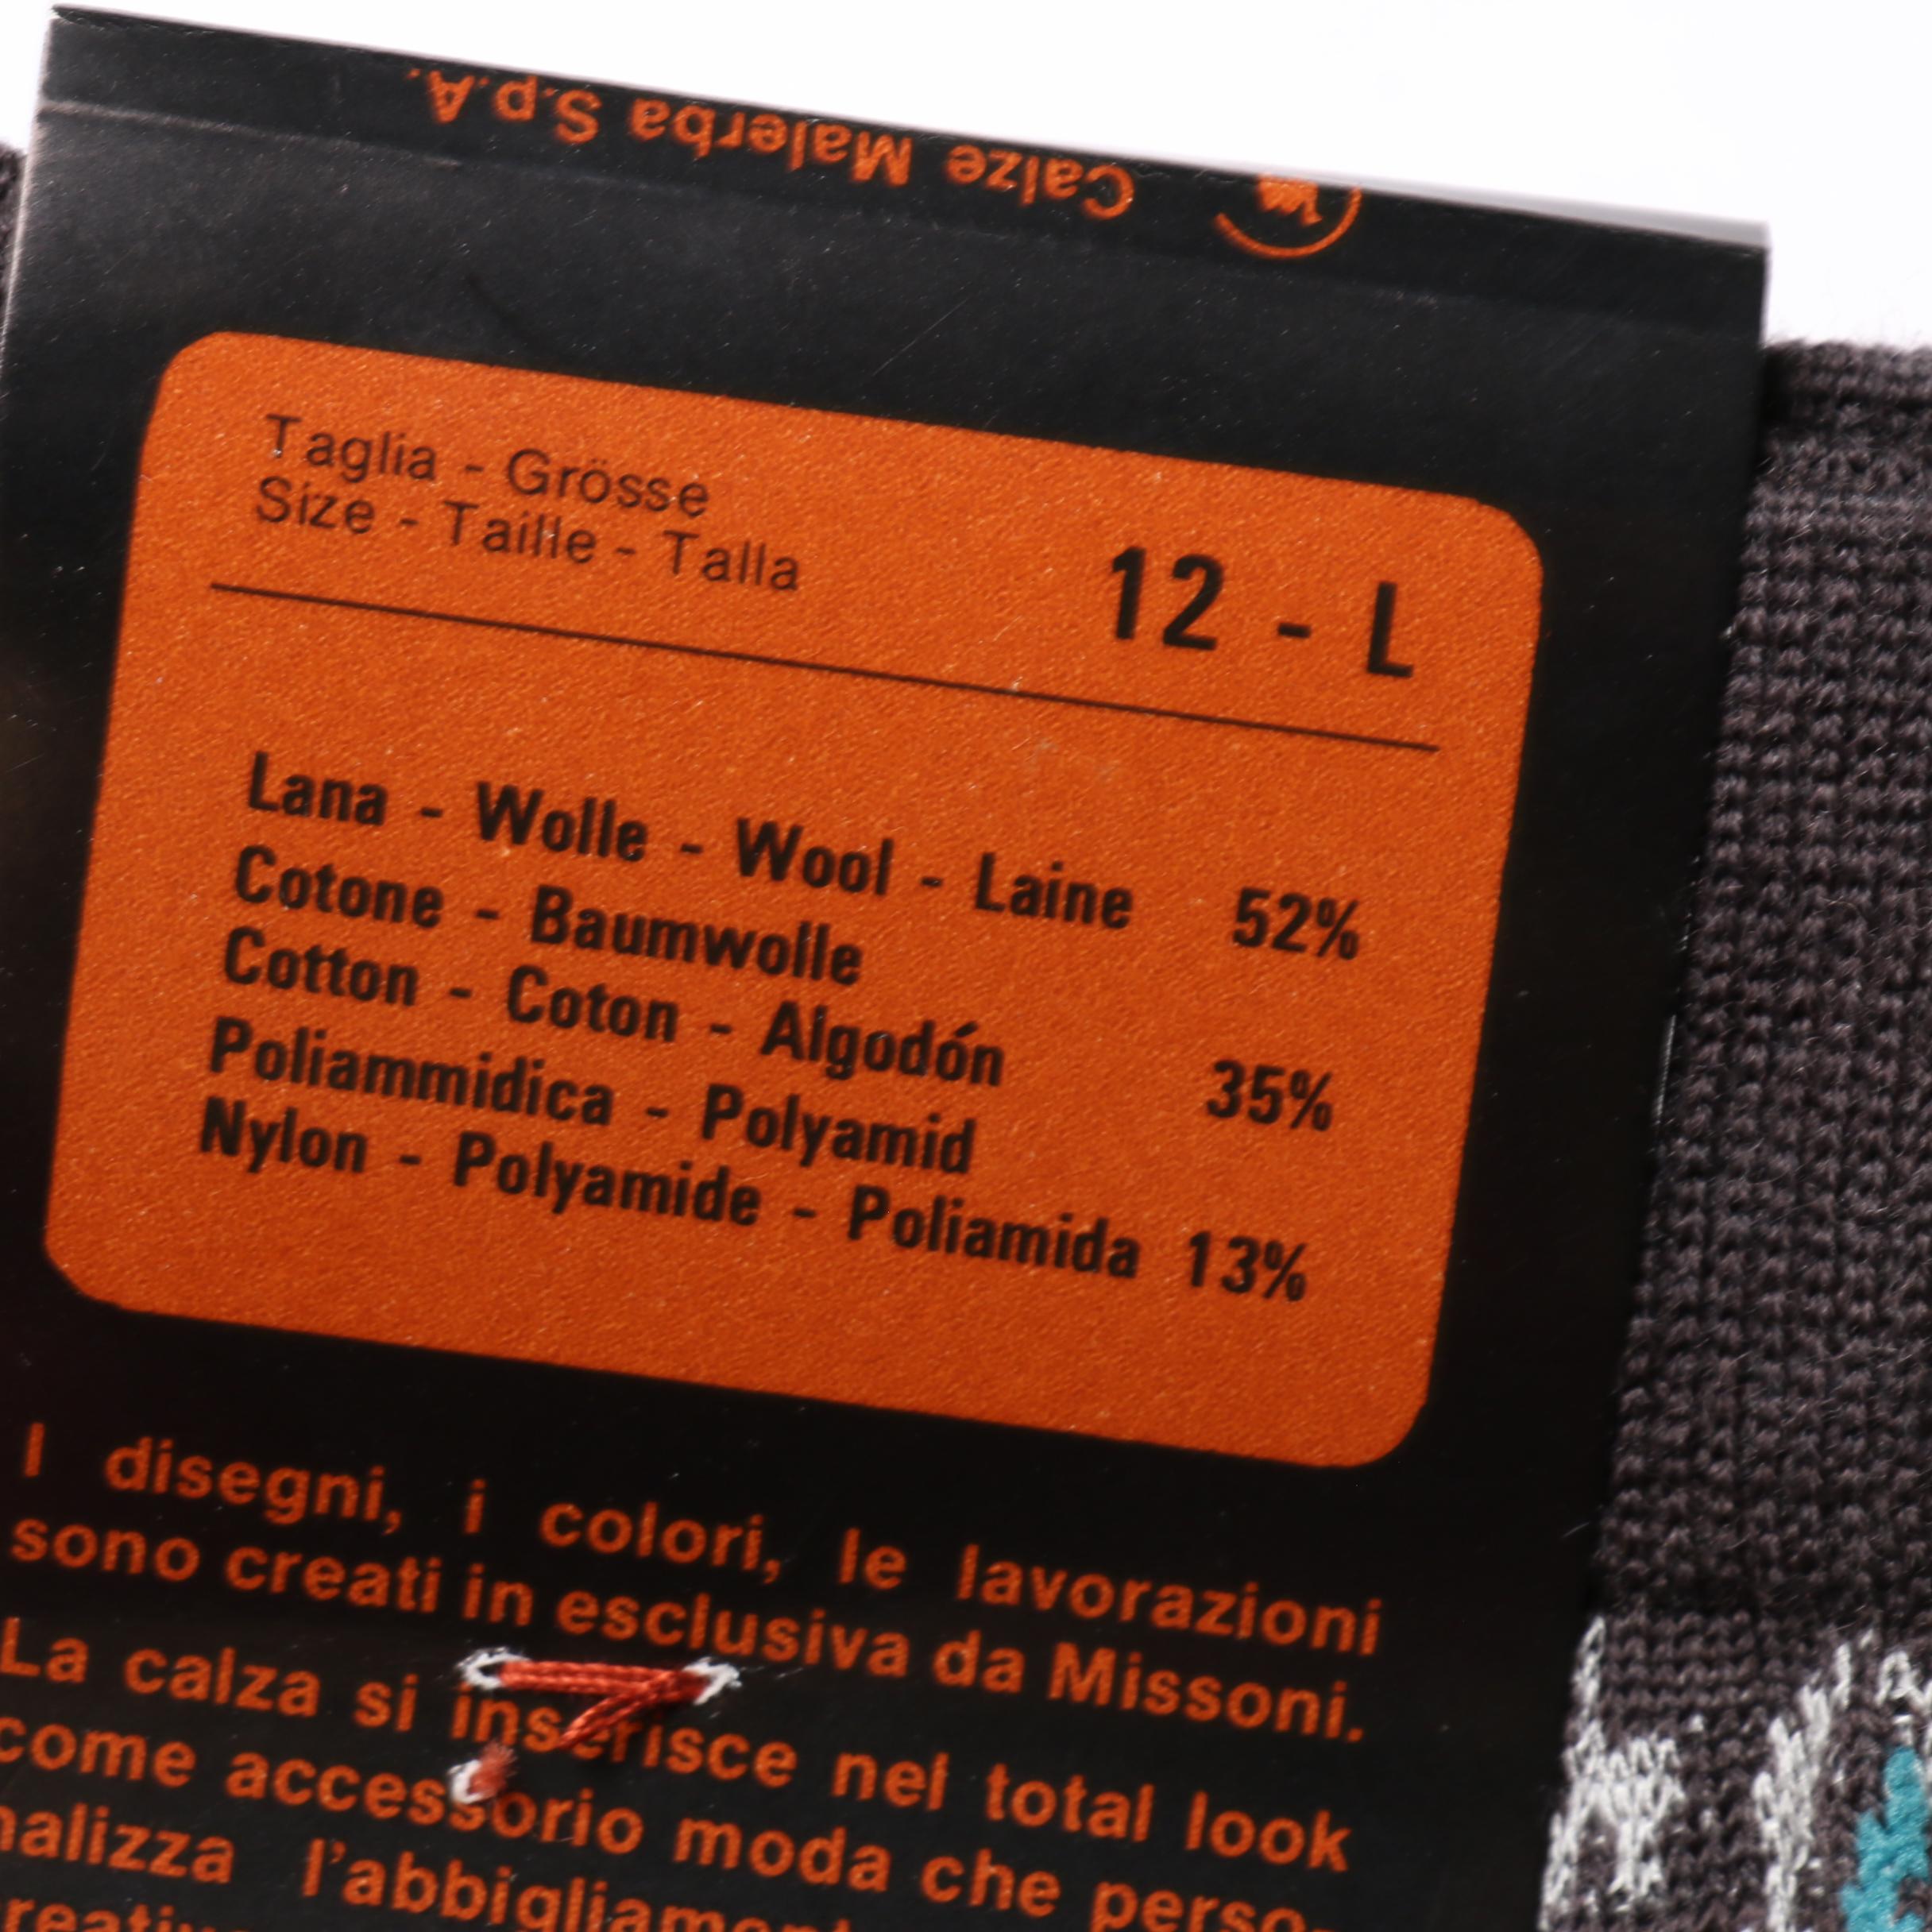 Calze Malerba S.p.A.
Taglia - Grösse
Size - Taille - Talla
12 - L
Lana - Wolle - Wool - Laine 52%
Cotone - Baumwolle
Cotton - Coton - Algodón 35%
Poliammidica - Polyamid
Nylon - Polyamide - Poliamida 13%
I disegni, i colori, le lavorazioni
sono creati in esclusiva da Missoni.
La calza si inserisce nel total look
come accessorio moda che perso-
nalizza